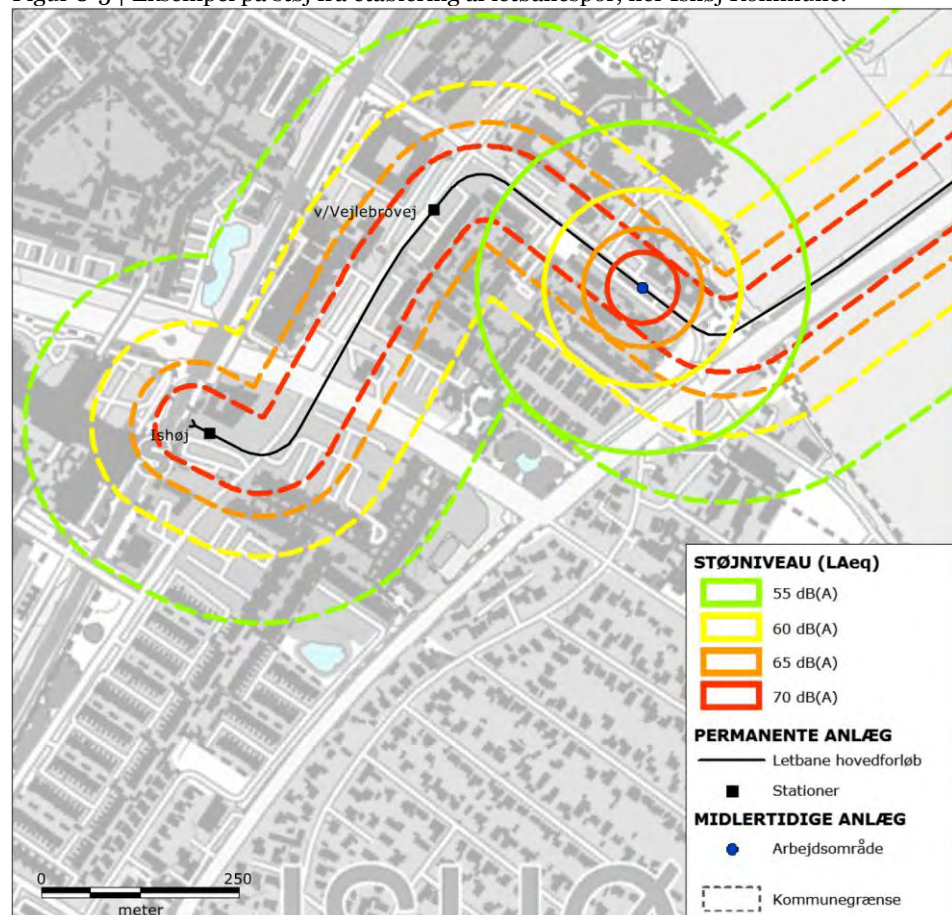 v/Vejlebrovej
Ishøj
STØJNIVEAU (LAeq)
55 dB(A)
60 dB(A)
65 dB(A)
70 dB(A)
PERMANENTE ANLÆG
Letbane hovedforløb
Stationer
MIDLERTIDIGE ANLÆG
Arbejdsområde
Kommunegrænse
0 250
meter